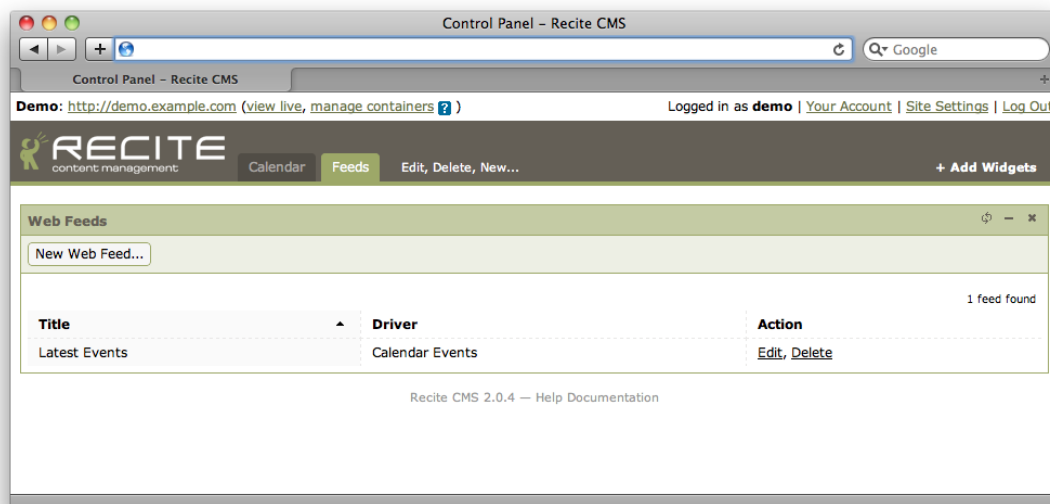 Control Panel – Recite CMS
Google
Control Panel – Recite CMS
Demo: http://demo.example.com (view live, manage containers ? ) Logged in as demo | Your Account | Site Settings | Log Out
RECITE
content management
Calendar Feeds Edit, Delete, New... + Add Widgets
Web Feeds
New Web Feed...
1 feed found
Title Driver Action
Latest Events Calendar Events Edit, Delete
Recite CMS 2.0.4 — Help Documentation